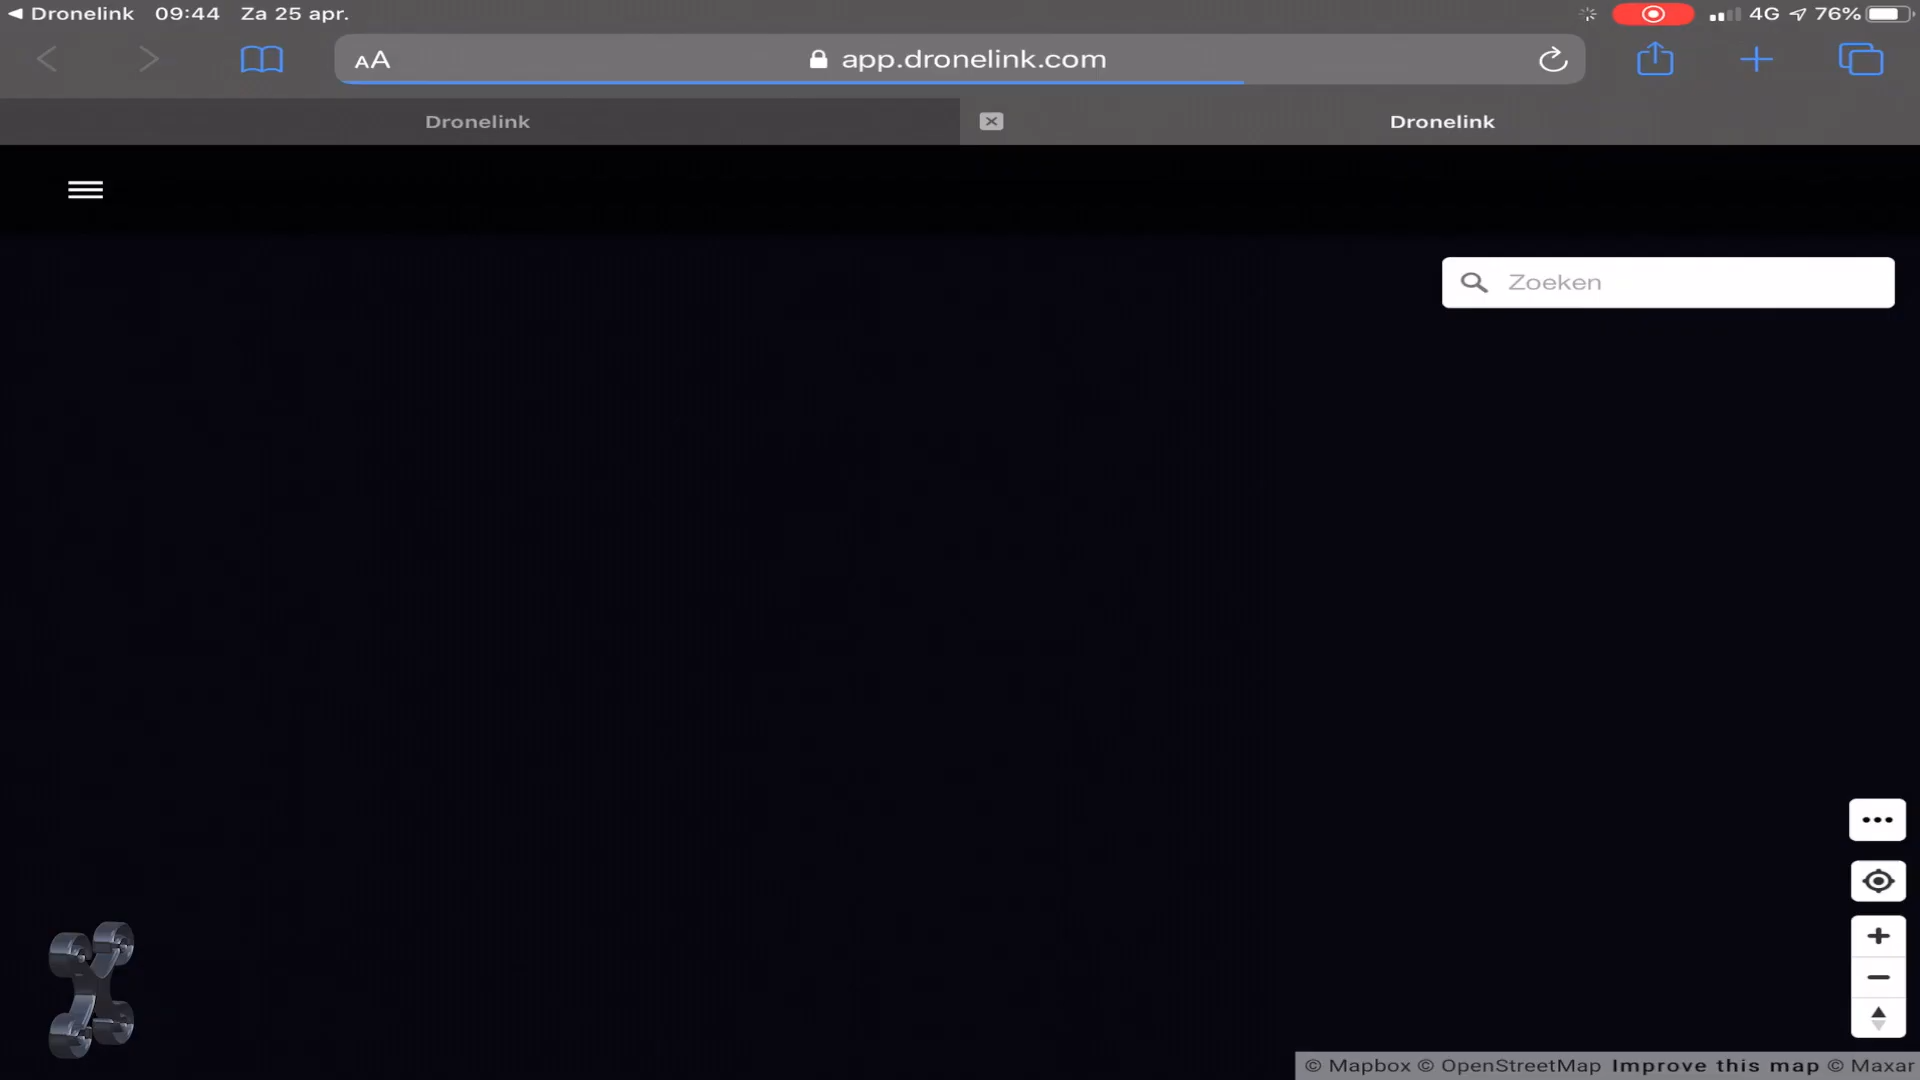 Dronelink 09:44 Za 25 apr. 4G 76%
AA app.dronelink.com
Dronelink Dronelink
Zoeken
© Mapbox © OpenStreetMap Improve this map © Maxar